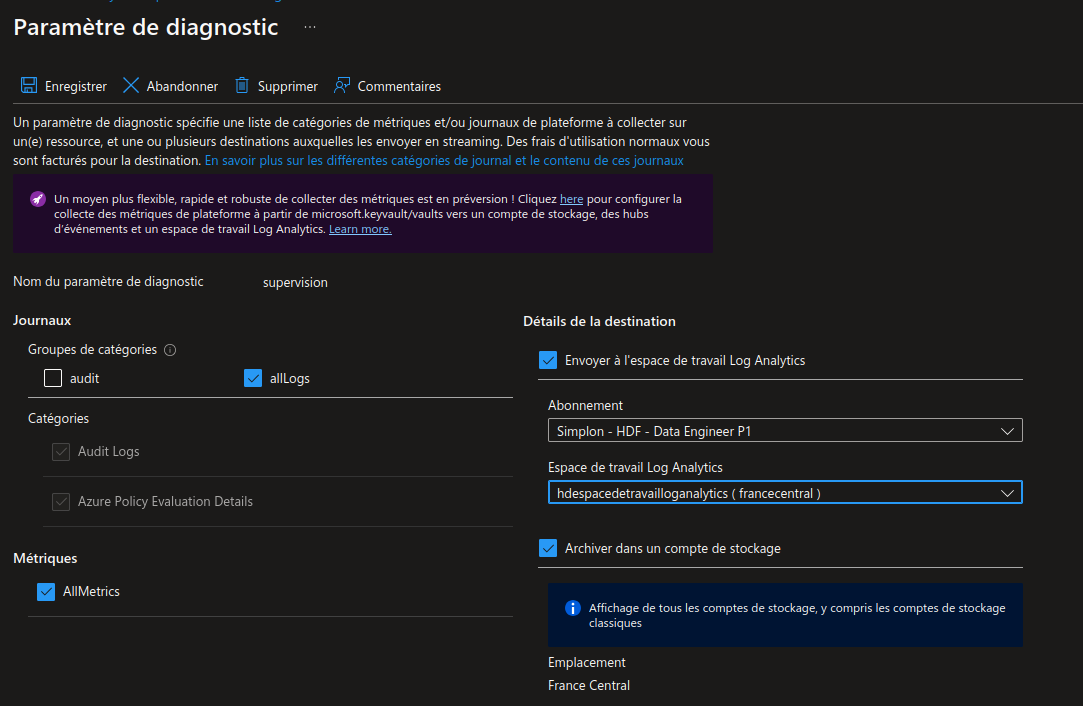 Paramètre de diagnostic ...
Enregistrer Abandonner Supprimer Commentaires
Un paramètre de diagnostic spécifie une liste de catégories de métriques et/ou journaux de plateforme à collecter sur
un(e) ressource, et une ou plusieurs destinations auxquelles les envoyer en streaming. Des frais d'utilisation normaux vous
sont facturés pour la destination. En savoir plus sur les différentes catégories de journal et le contenu de ces journaux
Un moyen plus flexible, rapide et robuste de collecter des métriques est en préversion ! Cliquez here pour configurer la
collecte des métriques de plateforme à partir de microsoft.keyvault/vaults vers un compte de stockage, des hubs
d'événements et un espace de travail Log Analytics. Learn more.
Nom du paramètre de diagnostic supervision
Journaux
Groupes de catégories
audit allLogs
Catégories
Audit Logs
Azure Policy Evaluation Details
Métriques
AllMetrics
Détails de la destination
Envoyer à l'espace de travail Log Analytics
Abonnement
Simplon - HDF - Data Engineer P1
Espace de travail Log Analytics
hdespacedetravailloganalytics ( francecentral )
Archiver dans un compte de stockage
Affichage de tous les comptes de stockage, y compris les comptes de stockage
classiques
Emplacement
France Central